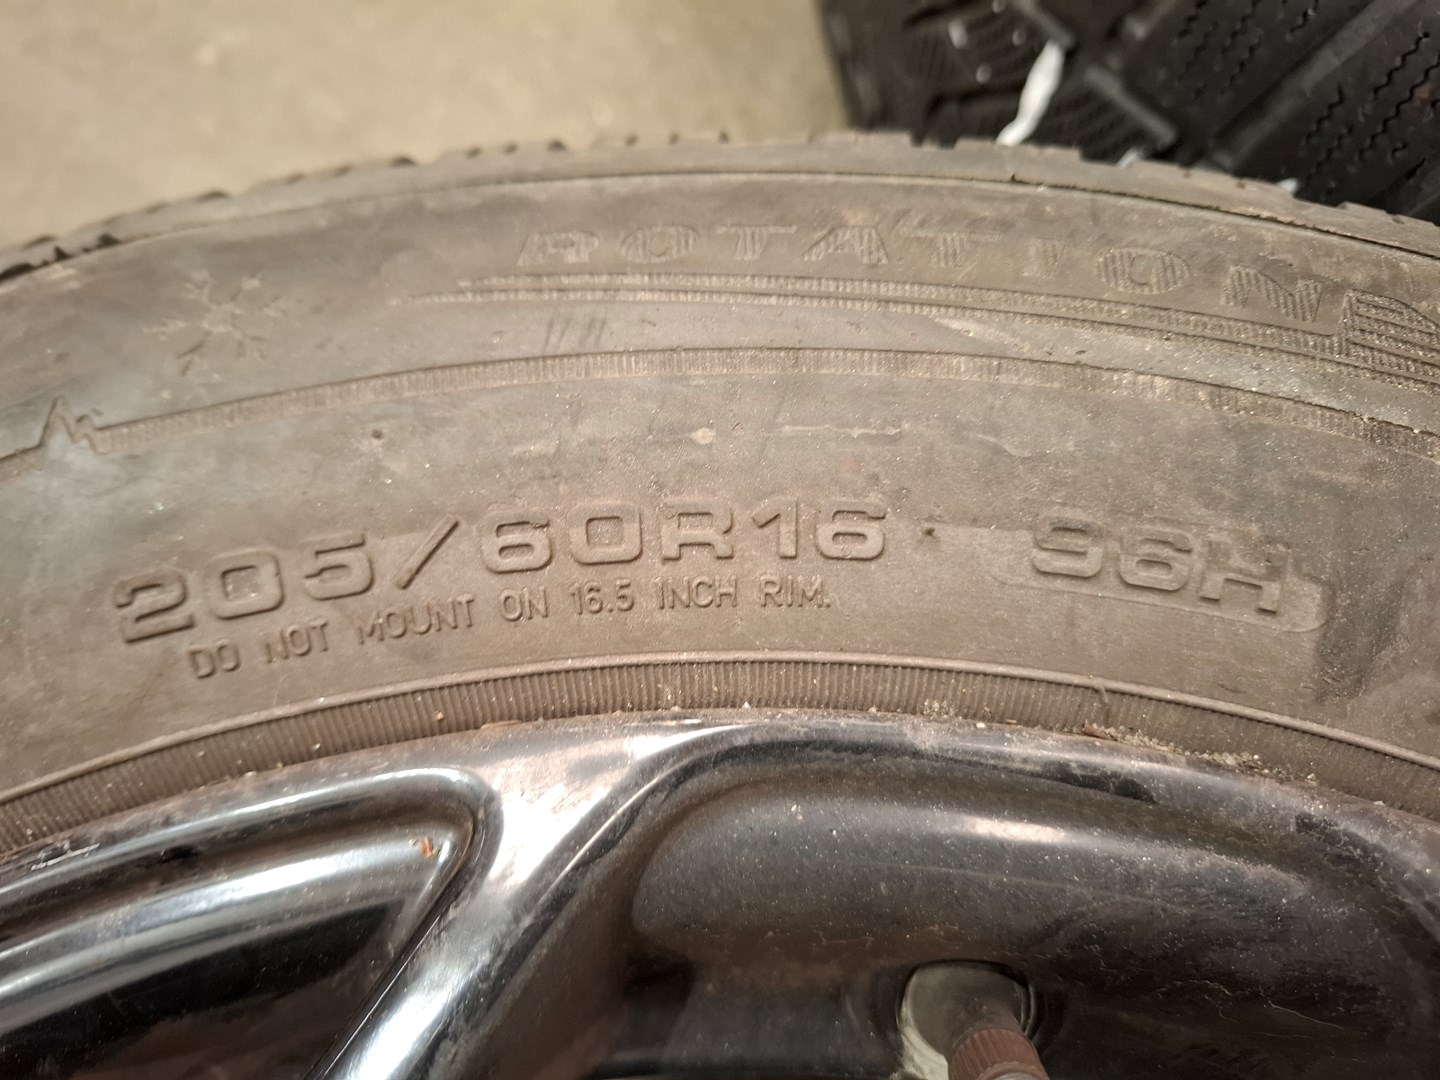 ROTATION
205/60R16 96H
DO NOT MOUNT ON 16.5 INCH RIM.